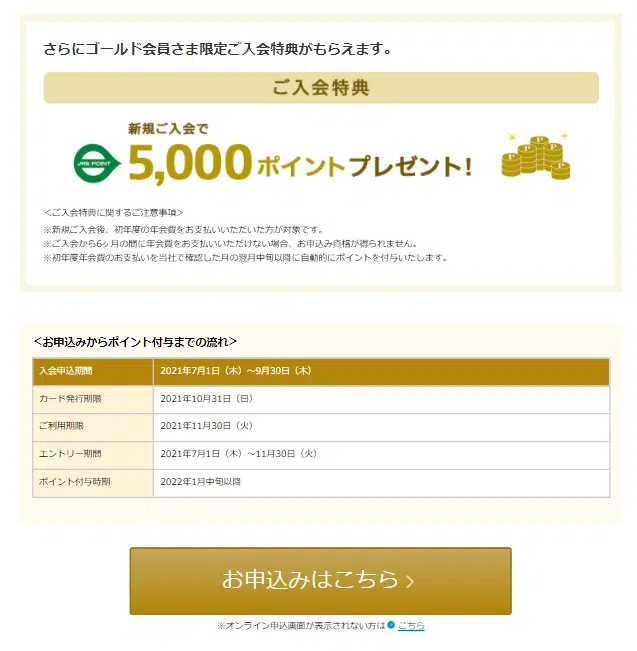 さらにゴールド会員さま限定ご入会特典がもらえます。
ご入会特典
新規ご入会で
JRE POINT 5,000ポイントプレゼント!
＜ご入会特典に関するご注意事項＞
※新規ご入会後、初年度の年会費をお支払いいただいた方が対象です。
※ご入会から6ヶ月の間に年会費をお支払いいただけない場合、お申込み資格が得られません。
※初年度年会費のお支払いを当社で確認した月の翌月中旬以降に自動的にポイントを付与いたします。
＜お申込みからポイント付与までの流れ＞
入会申込期間 2021年7月1日（木）～9月30日（木）
カード発行期限 2021年10月31日（日）
ご利用期限 2021年11月30日（火）
エントリー期間 2021年7月1日（木）～11月30日（火）
ポイント付与時期 2022年1月中旬以降
お申込みはこちら ›
※オンライン申込画面が表示されない方は こちら